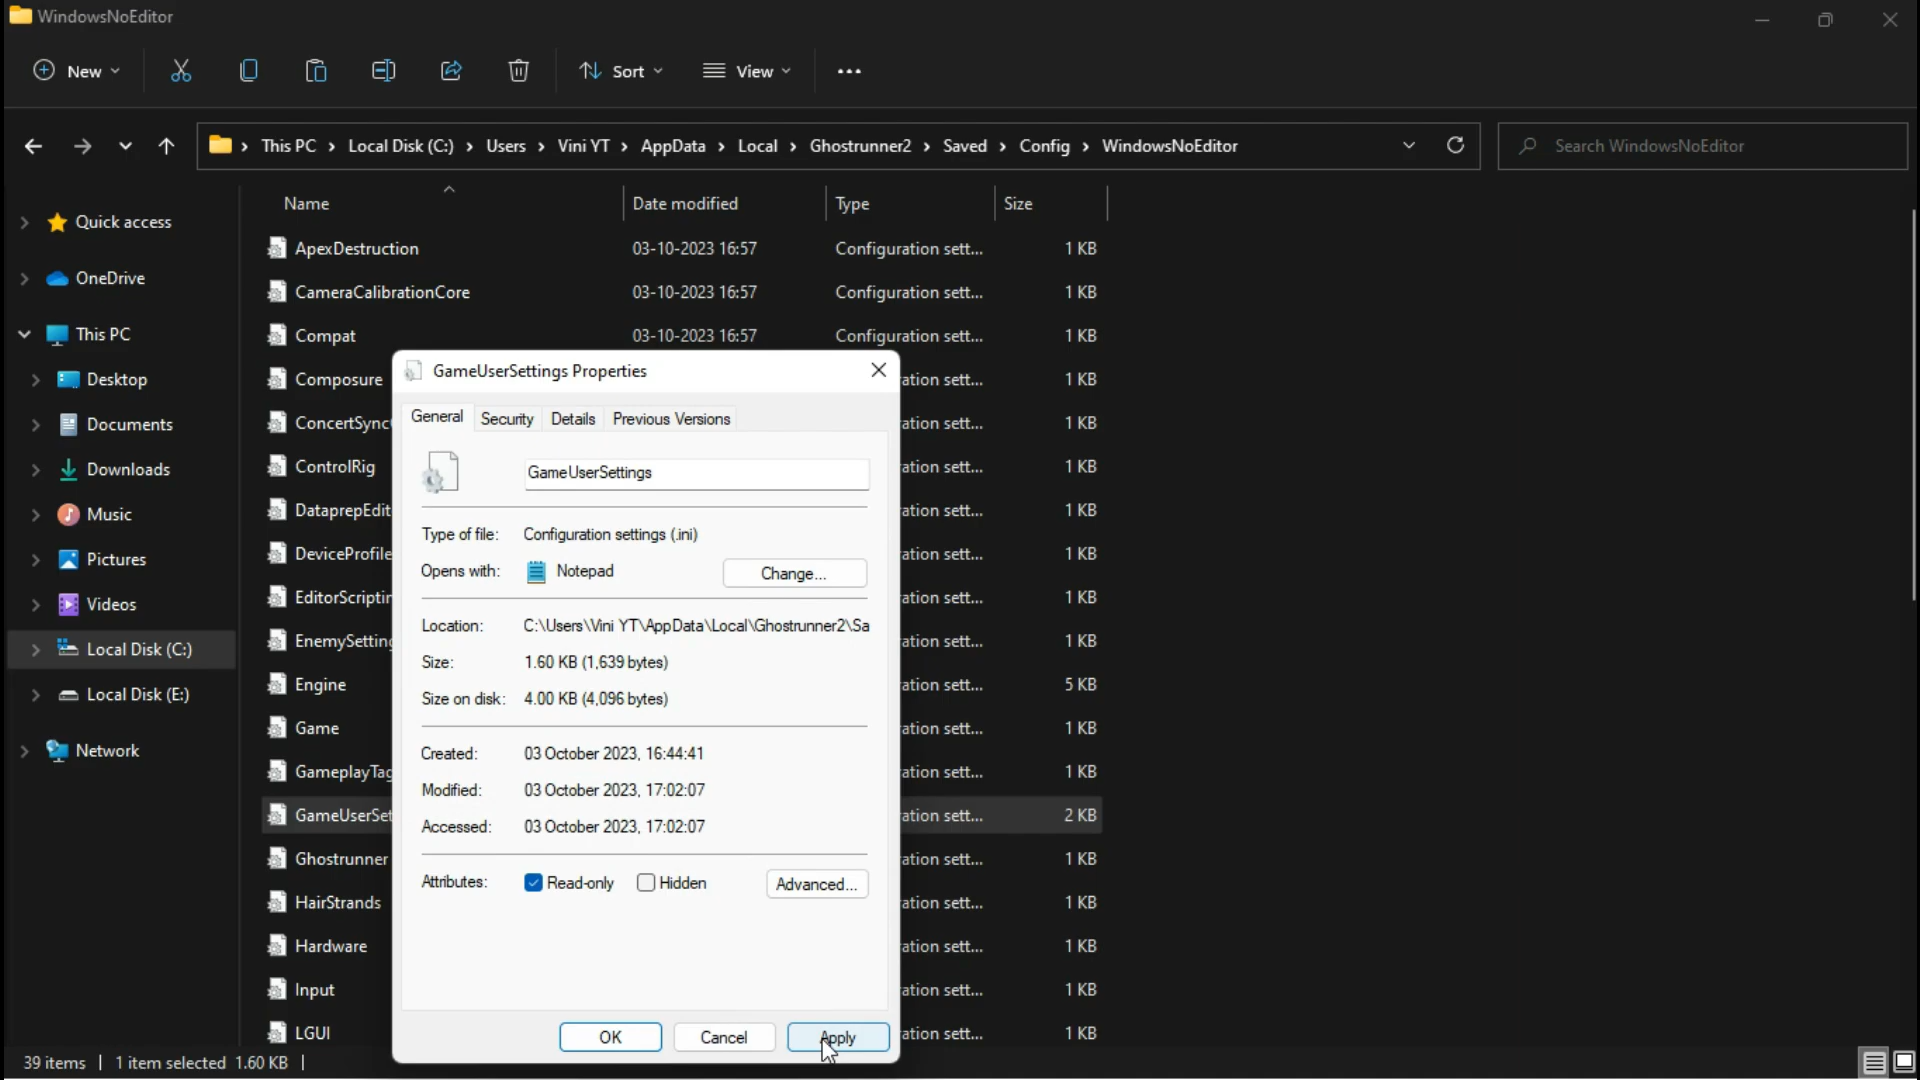 WindowsNoEditor
New
Sort
View
This PC
Local Disk (C:)
Users
Vini YT
AppData
Local
Ghostrunner2
Saved
Config
WindowsNoEditor
Search WindowsNoEditor
Name
Date modified
Type
Size
Quick access
OneDrive
This PC
Desktop
Documents
Downloads
Music
Pictures
Videos
Local Disk (C:)
Local Disk (E:)
Network
ApexDestruction 03-10-2023 16:57 Configuration sett... 1 KB
CameraCalibrationCore 03-10-2023 16:57 Configuration sett... 1 KB
Compat 03-10-2023 16:57 Configuration sett... 1 KB
Composure ation sett... 1 KB
ConcertSync ation sett... 1 KB
ControlRig ation sett... 1 KB
DataprepEdit ation sett... 1 KB
DeviceProfile ation sett... 1 KB
EditorScriptin ation sett... 1 KB
EnemySetting ation sett... 1 KB
Engine ation sett... 5 KB
Game ation sett... 1 KB
GameplayTag ation sett... 1 KB
GameUserSet ation sett... 2 KB
Ghostrunner ation sett... 1 KB
HairStrands ation sett... 1 KB
Hardware ation sett... 1 KB
Input ation sett... 1 KB
LGUI ation sett... 1 KB
GameUserSettings Properties
General
Security
Details
Previous Versions
GameUserSettings
Type of file: Configuration settings (.ini)
Opens with: Notepad
Change...
Location: C:\Users\Vini YT\AppData\Local\Ghostrunner2\Sa
Size: 1.60 KB (1,639 bytes)
Size on disk: 4.00 KB (4,096 bytes)
Created: 03 October 2023, 16:44:41
Modified: 03 October 2023, 17:02:07
Accessed: 03 October 2023, 17:02:07
Attributes:
Read-only
Hidden
Advanced...
OK
Cancel
Apply
39 items
1 item selected 1.60 KB